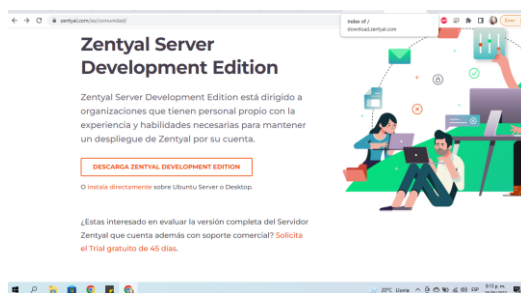 zentyal.com/es/comunidad/
Index of /
download.zentyal.com
Zentyal Server
Development Edition
Zentyal Server Development Edition está dirigido a
organizaciones que tienen personal propio con la
experiencia y habilidades necesarias para mantener
un despliegue de Zentyal por su cuenta.
DESCARGA ZENTYAL DEVELOPMENT EDITION
O instala directamente sobre Ubuntu Server o Desktop.
¿Estas interesado en evaluar la versión completa del Servidor
Zentyal que cuenta además con soporte comercial? Solicita
el Trial gratuito de 45 días.
20°C Lluvia
ESP